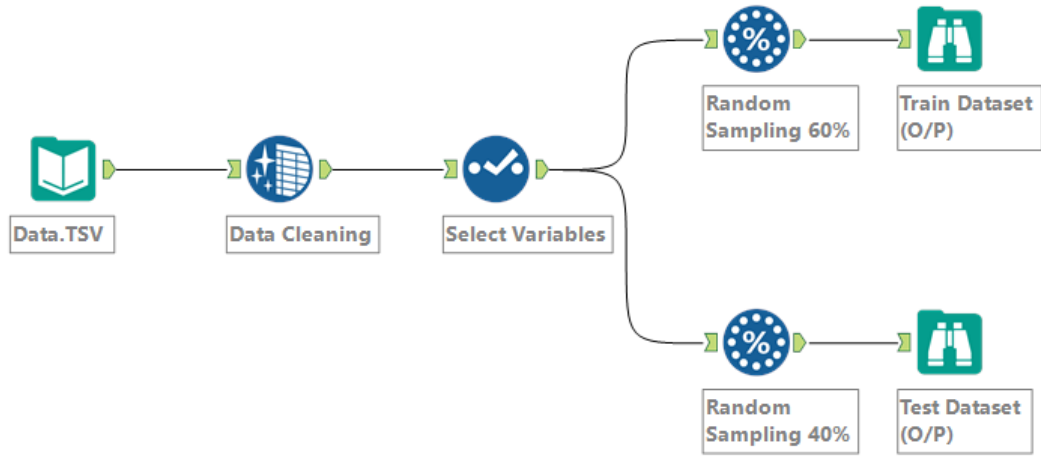 %
Random
Sampling 60%
Train Dataset
(O/P)
Data.TSV
Data Cleaning
Select Variables
%
Random
Sampling 40%
Test Dataset
(O/P)